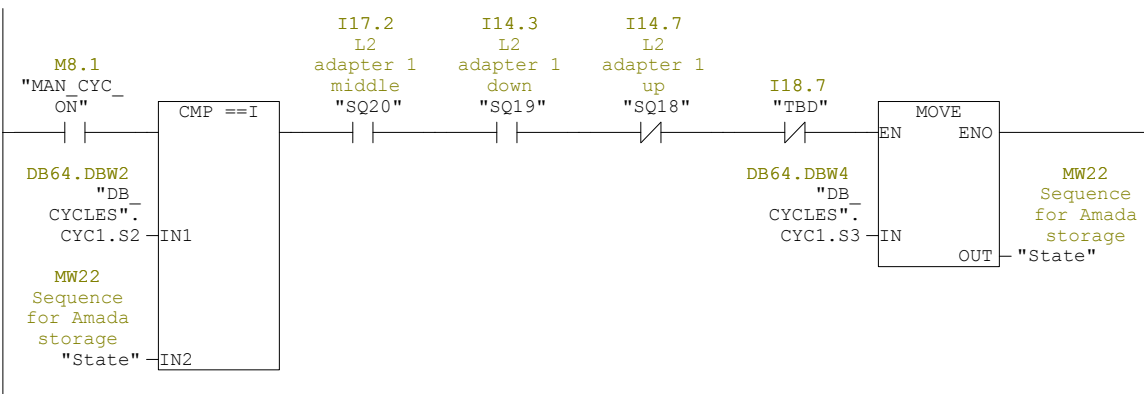 M8.1
"MAN_CYC_
ON"
CMP ==I
DB64.DBW2
"DB_
CYCLES".
CYC1.S2
IN1
MW22
Sequence
for Amada
storage
"State"
IN2
I17.2
L2
adapter 1
middle
"SQ20"
I14.3
L2
adapter 1
down
"SQ19"
I14.7
L2
adapter 1
up
"SQ18"
I18.7
"TBD"
MOVE
EN ENO
DB64.DBW4
"DB_
CYCLES".
CYC1.S3
IN
OUT
MW22
Sequence
for Amada
storage
"State"